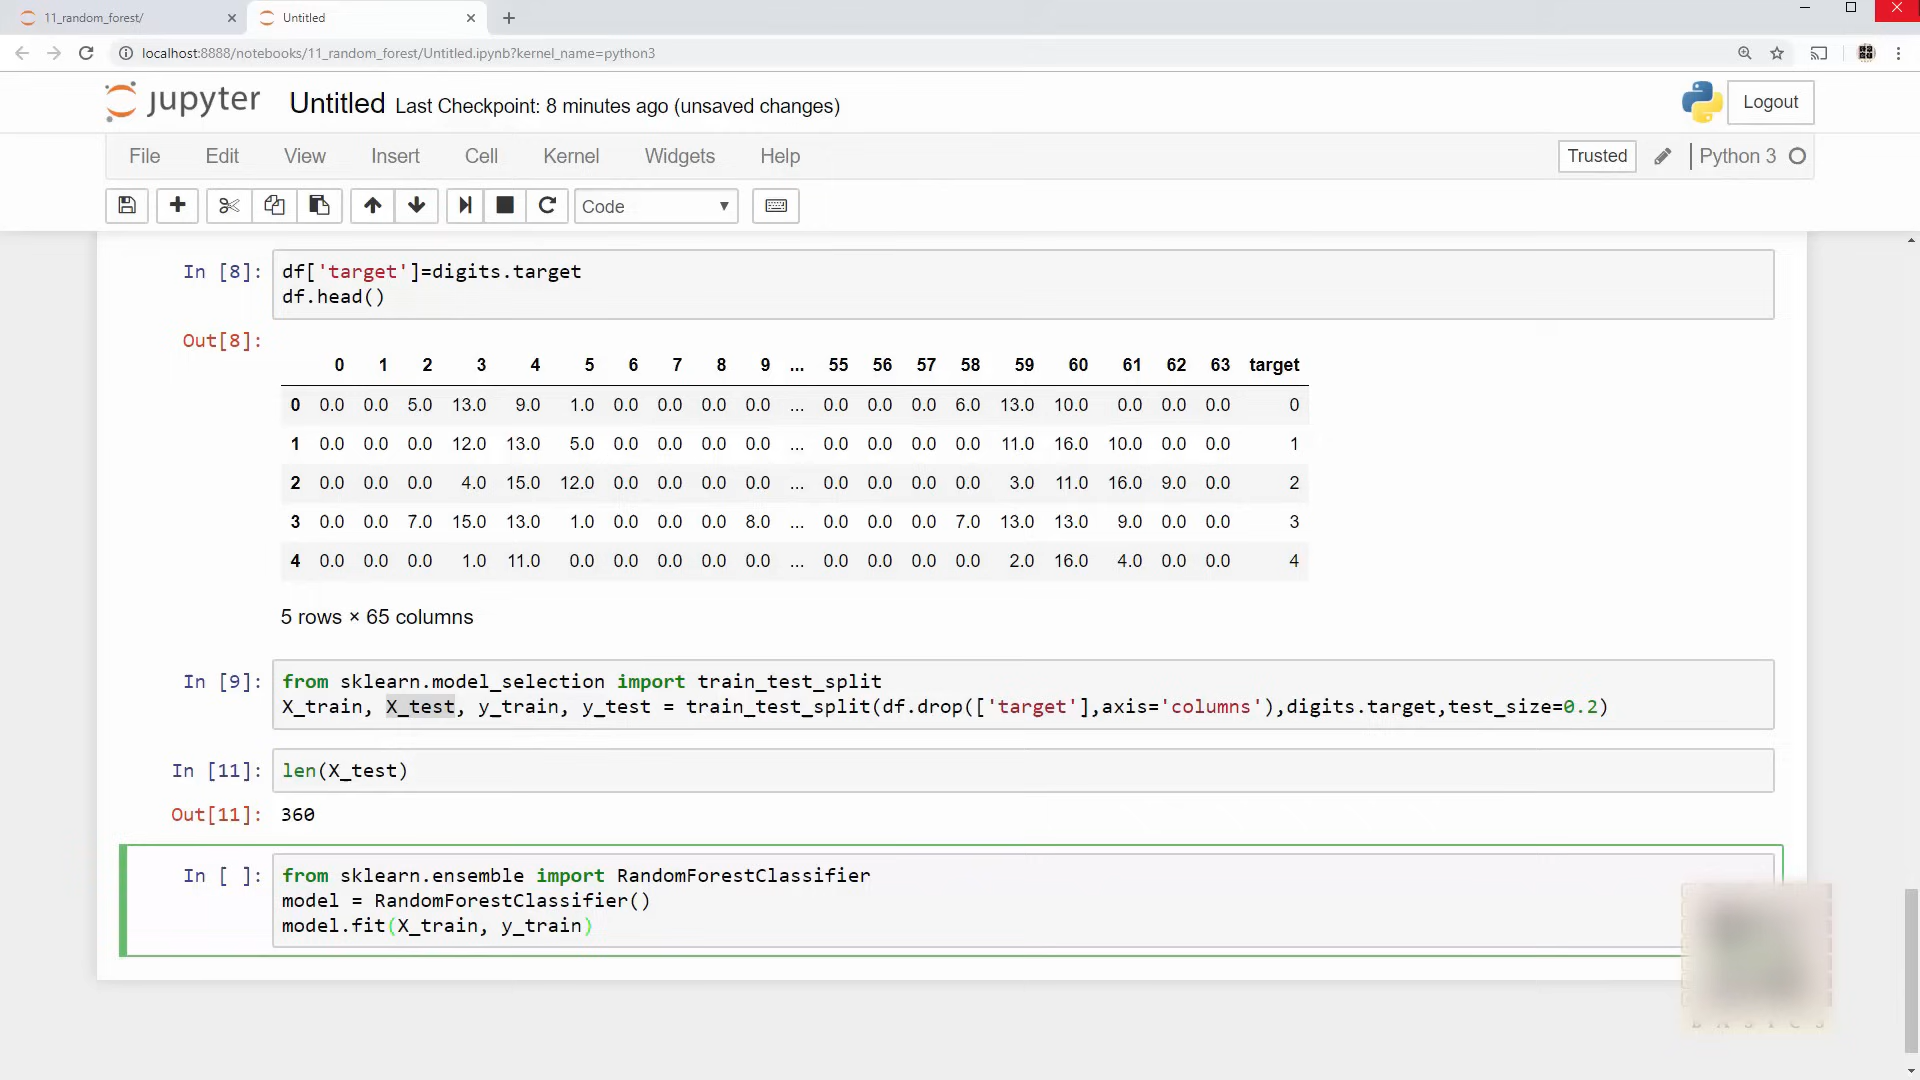 11_random_forest/
Untitled
localhost:8888/notebooks/11_random_forest/Untitled.ipynb?kernel_name=python3
jupyter Untitled Last Checkpoint: 8 minutes ago (unsaved changes)
Logout
File Edit View Insert Cell Kernel Widgets Help
Trusted Python 3
Code
In [8]: df['target']=digits.target
df.head()
Out[8]:
0 1 2 3 4 5 6 7 8 9 ... 55 56 57 58 59 60 61 62 63 target
0 0.0 0.0 5.0 13.0 9.0 1.0 0.0 0.0 0.0 0.0 ... 0.0 0.0 0.0 6.0 13.0 10.0 0.0 0.0 0.0 0
1 0.0 0.0 0.0 12.0 13.0 5.0 0.0 0.0 0.0 0.0 ... 0.0 0.0 0.0 0.0 11.0 16.0 10.0 0.0 0.0 1
2 0.0 0.0 0.0 4.0 15.0 12.0 0.0 0.0 0.0 0.0 ... 0.0 0.0 0.0 0.0 3.0 11.0 16.0 9.0 0.0 2
3 0.0 0.0 7.0 15.0 13.0 1.0 0.0 0.0 0.0 8.0 ... 0.0 0.0 0.0 7.0 13.0 13.0 9.0 0.0 0.0 3
4 0.0 0.0 0.0 1.0 11.0 0.0 0.0 0.0 0.0 0.0 ... 0.0 0.0 0.0 0.0 2.0 16.0 4.0 0.0 0.0 4
5 rows × 65 columns
In [9]: from sklearn.model_selection import train_test_split
X_train, X_test, y_train, y_test = train_test_split(df.drop(['target'],axis='columns'),digits.target,test_size=0.2)
In [11]: len(X_test)
Out[11]: 360
In [ ]: from sklearn.ensemble import RandomForestClassifier
model = RandomForestClassifier()
model.fit(X_train, y_train)
BASICS